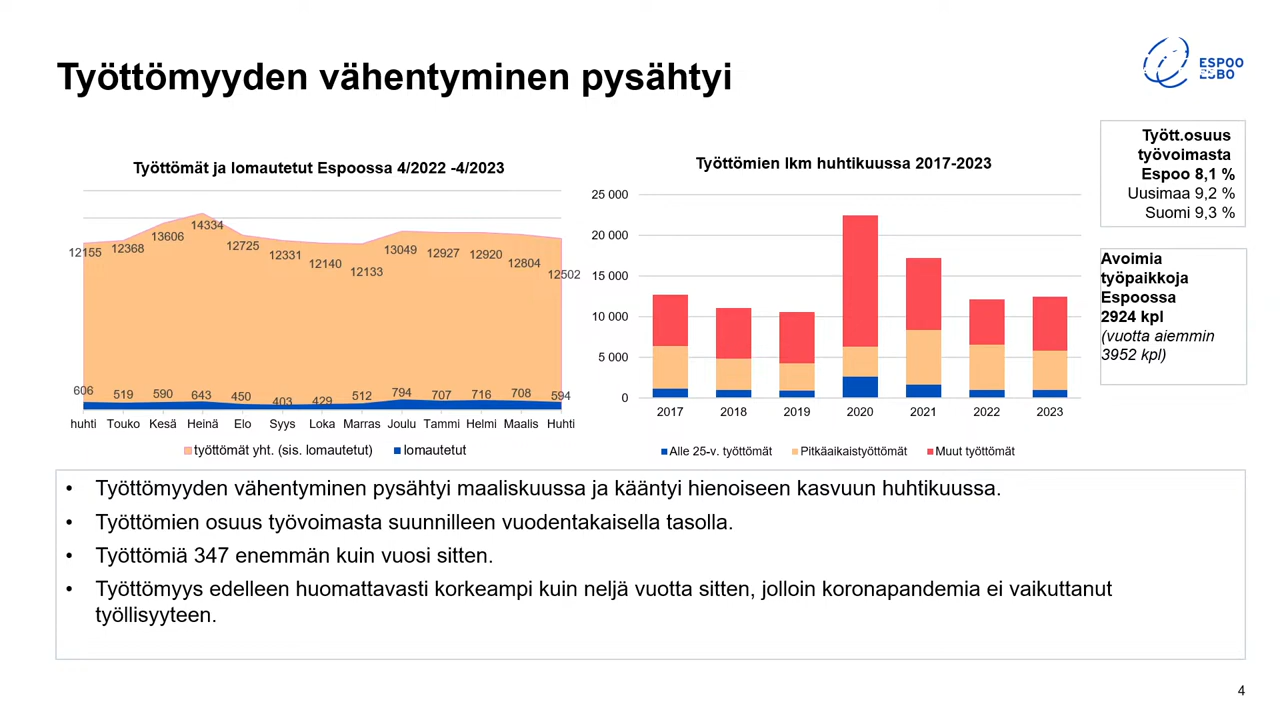 Työttömyyden vähentyminen pysähtyi
ESPOO
ESBO
Työttömät ja lomautetut Espoossa 4/2022 -4/2023
12155 12368 13606 14334 12725 12331 12140 12133 13049 12927 12920 12804 12502
606 519 590 643 450 403 429 512 794 707 716 708 594
huhti Touko Kesä Heinä Elo Syys Loka Marras Joulu Tammi Helmi Maalis Huhti
työttömät yht. (sis. lomautetut) lomautetut
Työttömien lkm huhtikuussa 2017-2023
25 000
20 000
15 000
10 000
5 000
0
2017 2018 2019 2020 2021 2022 2023
Alle 25-v. työttömät Pitkäaikaistyöttömät Muut työttömät
Tyött.osuus
työvoimasta
Espoo 8,1 %
Uusimaa 9,2 %
Suomi 9,3 %
Avoimia
työpaikkoja
Espoossa
2924 kpl
(vuotta aiemmin
3952 kpl)
• Työttömyyden vähentyminen pysähtyi maaliskuussa ja kääntyi hienoiseen kasvuun huhtikuussa.
• Työttömien osuus työvoimasta suunnilleen vuodentakaisella tasolla.
• Työttömiä 347 enemmän kuin vuosi sitten.
• Työttömyys edelleen huomattavasti korkeampi kuin neljä vuotta sitten, jolloin koronapandemia ei vaikuttanut
työllisyyteen.
4